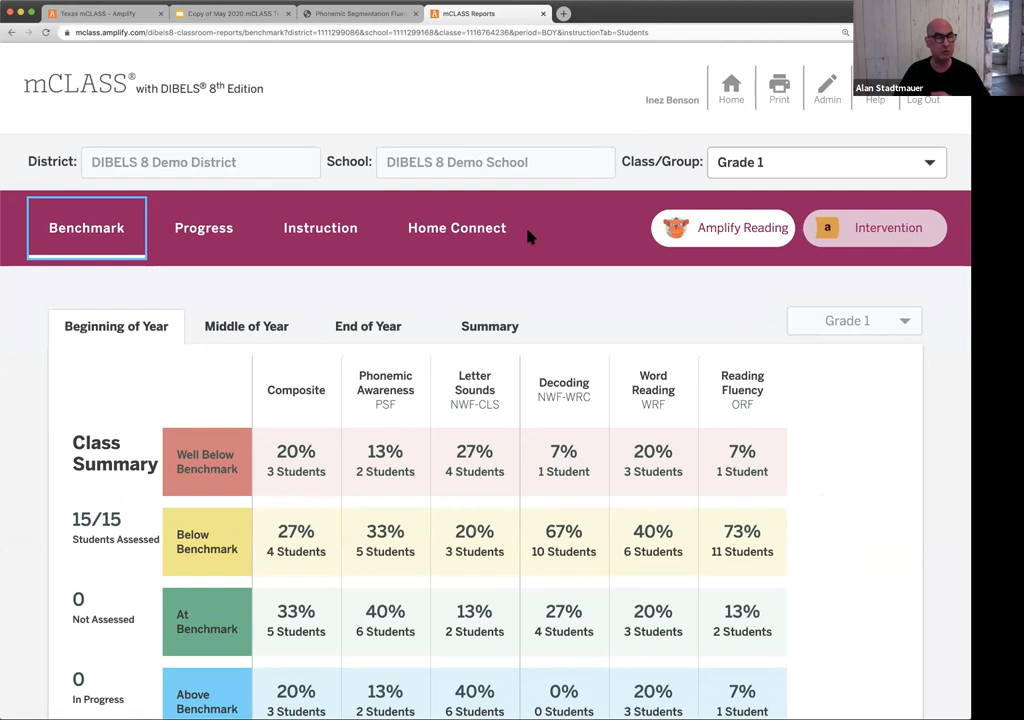 Texas mCLASS - Amplify
Copy of May 2020 mCLASS T
Phonemic Segmentation Fluen
mCLASS Reports
mclass.amplify.com/dibels8-classroom-reports/benchmark?district=1111299086&school=1111299168&classe=1116764236&period=BOY&instructionTab=Students
mCLASS® with DIBELS® 8th Edition
Inez Benson
Home
Print
Admin
Help
Log Out
Alan Stadtmauer
District: DIBELS 8 Demo District School: DIBELS 8 Demo School Class/Group: Grade 1
Benchmark Progress Instruction Home Connect Amplify Reading a Intervention
Beginning of Year Middle of Year End of Year Summary Grade 1
Composite
Phonemic Awareness PSF
Letter Sounds NWF-CLS
Decoding NWF-WRC
Word Reading WRF
Reading Fluency ORF
Class Summary
Well Below Benchmark
20% 13% 27% 7% 20% 7%
3 Students 2 Students 4 Students 1 Student 3 Students 1 Student
15/15
Students Assessed
Below Benchmark
27% 33% 20% 67% 40% 73%
4 Students 5 Students 3 Students 10 Students 6 Students 11 Students
0
Not Assessed
At Benchmark
33% 40% 13% 27% 20% 13%
5 Students 6 Students 2 Students 4 Students 3 Students 2 Students
0
In Progress
Above Benchmark
20% 13% 40% 0% 20% 7%
3 Students 2 Students 6 Students 0 Students 3 Students 1 Student